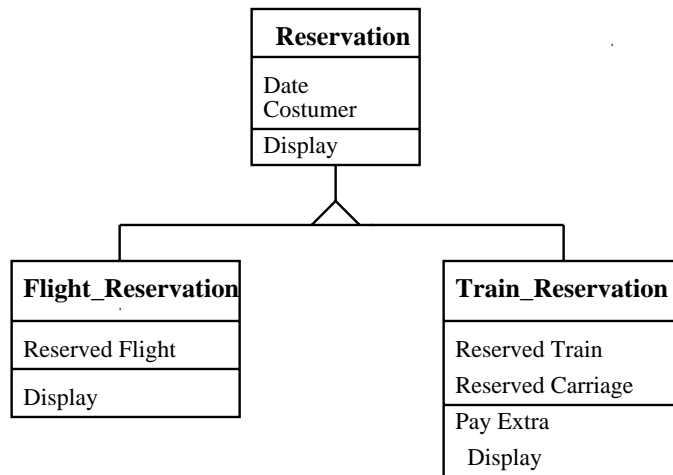 Reservation
Date
Costumer
Display
Flight_Reservation
Reserved Flight
Display
Train_Reservation
Reserved Train
Reserved Carriage
Pay Extra
Display